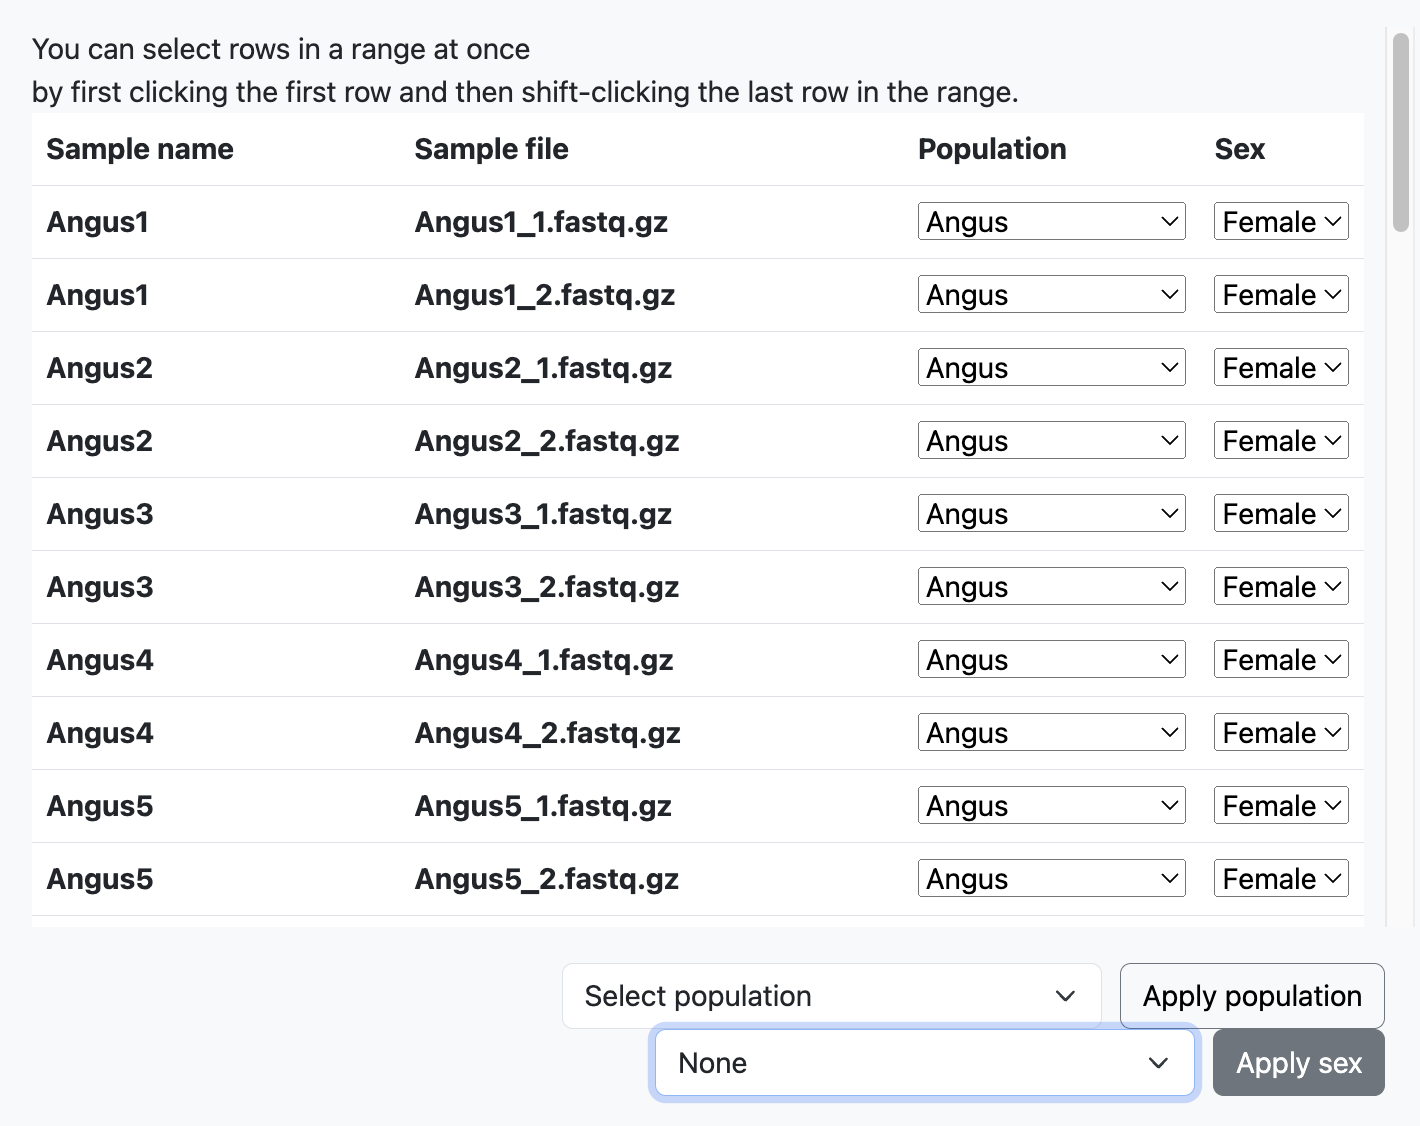 You can select rows in a range at once
by first clicking the first row and then shift-clicking the last row in the range.
Sample name Sample file Population Sex
Angus1 Angus1_1.fastq.gz Angus Female
Angus1 Angus1_2.fastq.gz Angus Female
Angus2 Angus2_1.fastq.gz Angus Female
Angus2 Angus2_2.fastq.gz Angus Female
Angus3 Angus3_1.fastq.gz Angus Female
Angus3 Angus3_2.fastq.gz Angus Female
Angus4 Angus4_1.fastq.gz Angus Female
Angus4 Angus4_2.fastq.gz Angus Female
Angus5 Angus5_1.fastq.gz Angus Female
Angus5 Angus5_2.fastq.gz Angus Female
Select population Apply population
None Apply sex